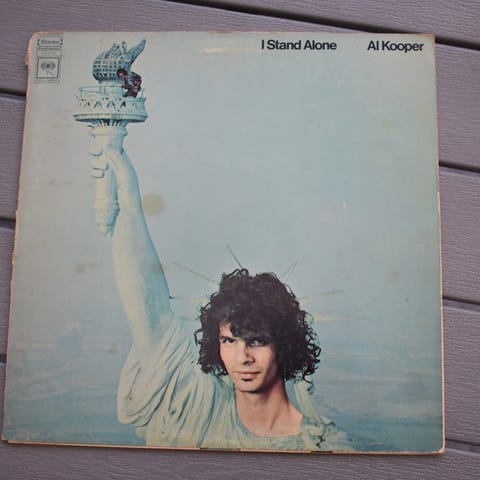 Stereo
I Stand Alone Al Kooper